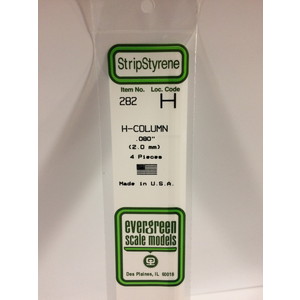 StripStyrene
Item No. Loc. Code
282 H
H-COLUMN
.080"
(2.0 mm)
4 Pieces
Made in U.S.A.
evergreen
scale models
Des Plaines, IL 60018